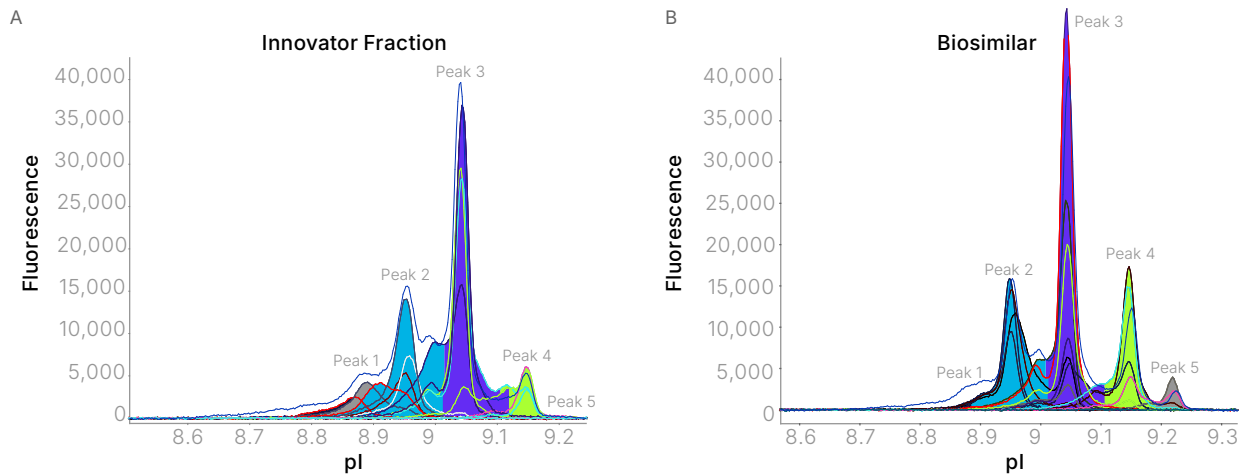 A
Innovator Fraction
Fluorescence
40,000
35,000
30,000
25,000
20,000
15,000
10,000
5,000
0
Peak 1
Peak 2
Peak 3
Peak 4
Peak 5
8.6 8.7 8.8 8.9 9 9.1 9.2
pI
B
Biosimilar
Fluorescence
40,000
35,000
30,000
25,000
20,000
15,000
10,000
5,000
0
Peak 1
Peak 2
Peak 3
Peak 4
Peak 5
8.6 8.7 8.8 8.9 9 9.1 9.2 9.3
pI